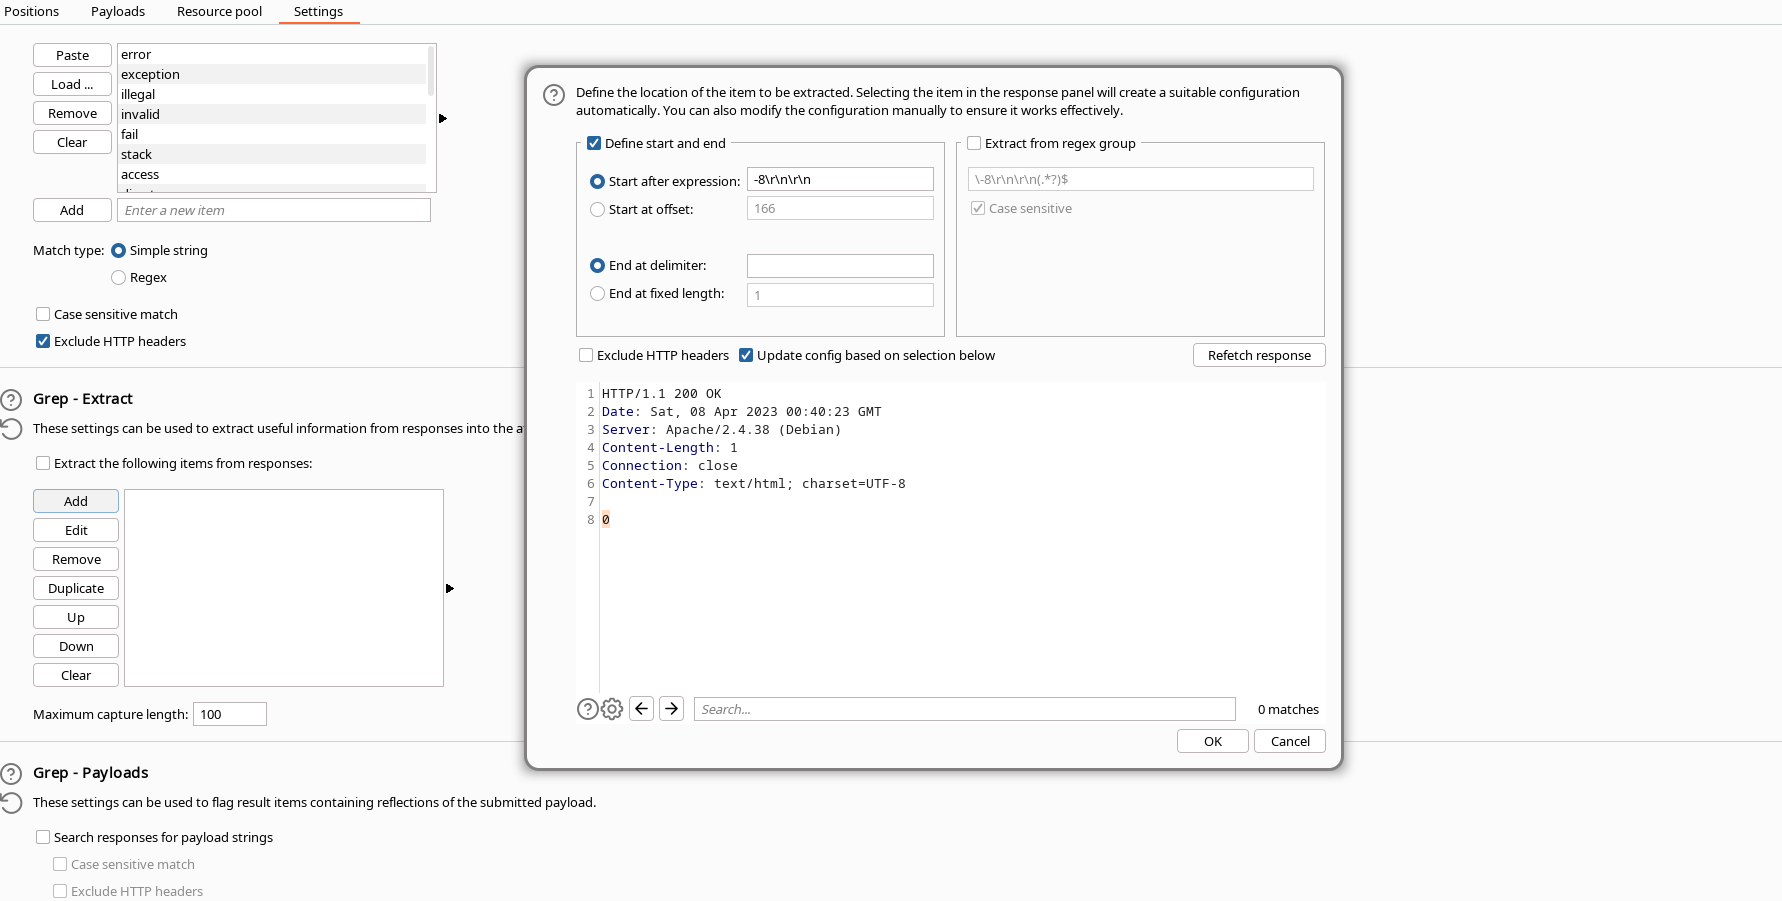 Positions Payloads Resource pool Settings
Paste
Load ...
Remove
Clear
error
exception
illegal
invalid
fail
stack
access
Add
Enter a new item
Match type:
Simple string
Regex
Case sensitive match
Exclude HTTP headers
Grep - Extract
These settings can be used to extract useful information from responses into the a
Extract the following items from responses:
Add
Edit
Remove
Duplicate
Up
Down
Clear
Maximum capture length: 100
Grep - Payloads
These settings can be used to flag result items containing reflections of the submitted payload.
Search responses for payload strings
Case sensitive match
Exclude HTTP headers
Define the location of the item to be extracted. Selecting the item in the response panel will create a suitable configuration
automatically. You can also modify the configuration manually to ensure it works effectively.
Define start and end
Start after expression: -8\r\n\r\n
Start at offset: 166
End at delimiter:
End at fixed length: 1
Extract from regex group
\-8\r\n\r\n(.*?)$
Case sensitive
Exclude HTTP headers
Update config based on selection below
Refetch response
1 HTTP/1.1 200 OK
2 Date: Sat, 08 Apr 2023 00:40:23 GMT
3 Server: Apache/2.4.38 (Debian)
4 Content-Length: 1
5 Connection: close
6 Content-Type: text/html; charset=UTF-8
7
8 0
Search...
0 matches
OK
Cancel